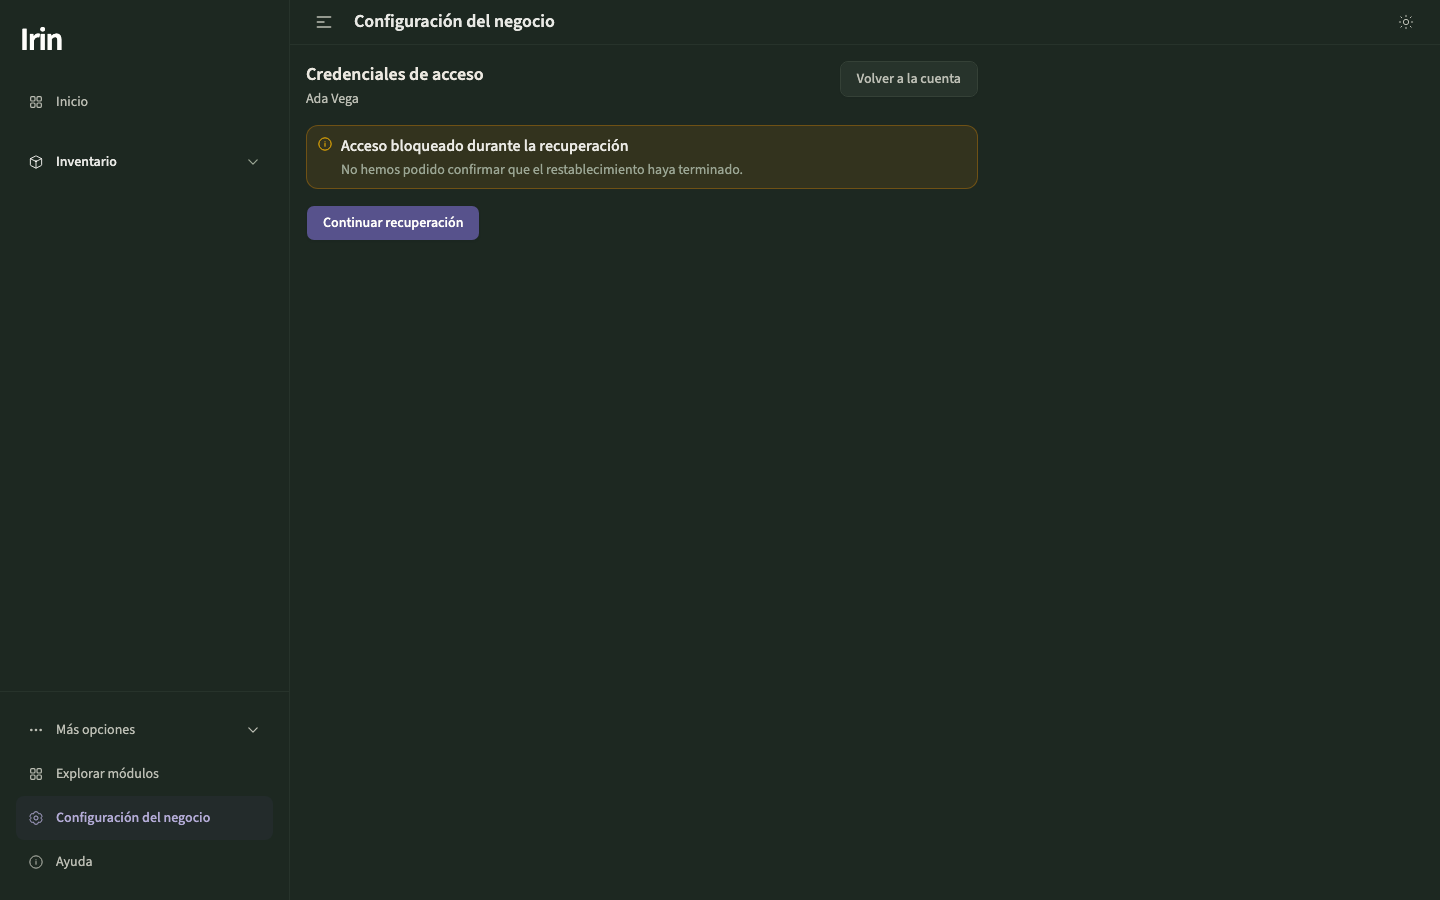 Irin
Inicio
Inventario
Más opciones
Explorar módulos
Configuración del negocio
Ayuda
Configuración del negocio
Credenciales de acceso
Ada Vega
Volver a la cuenta
Acceso bloqueado durante la recuperación
No hemos podido confirmar que el restablecimiento haya terminado.
Continuar recuperación